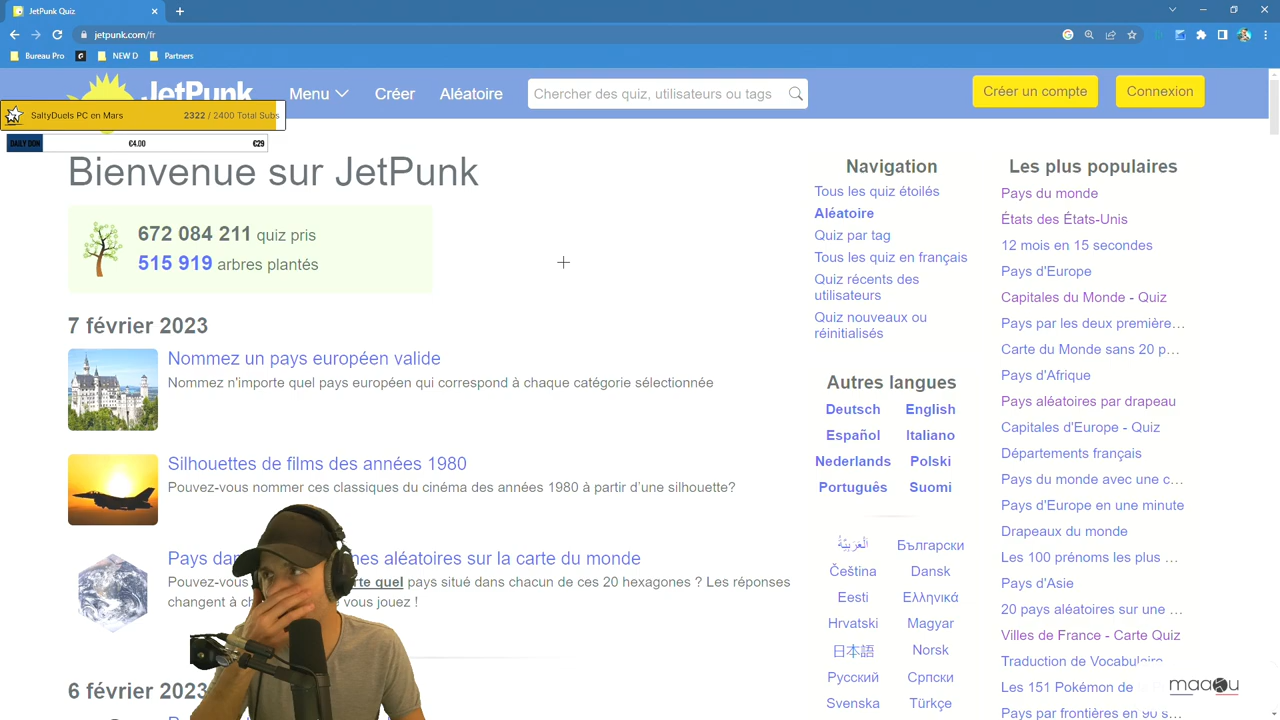 JetPunk Quiz
jetpunk.com/fr
Bureau Pro
NEW D
Partners
JetPunk
Menu
Créer
Aléatoire
Chercher des quiz, utilisateurs ou tags
Créer un compte
Connexion
SaltyDuels PC en Mars
2322 / 2400 Total Subs
DAILY DON
€4.00
€29
Bienvenue sur JetPunk
672 084 211 quiz pris
515 919 arbres plantés
7 février 2023
Nommez un pays européen valide
Nommez n'importe quel pays européen qui correspond à chaque catégorie sélectionnée
Silhouettes de films des années 1980
Pouvez-vous nommer ces classiques du cinéma des années 1980 à partir d'une silhouette?
Pays dan nes aléatoires sur la carte du monde
Pouvez-vous rte quel pays situé dans chacun de ces 20 hexagones ? Les réponses
changent à ch e vous jouez !
6 février 2023
Navigation
Tous les quiz étoilés
Aléatoire
Quiz par tag
Tous les quiz en français
Quiz récents des
utilisateurs
Quiz nouveaux ou
réinitialisés
Autres langues
Deutsch English
Español Italiano
Nederlands Polski
Português Suomi
اَلْعَرَبِيَّةُ Български
Čeština Dansk
Eesti Ελληνικά
Hrvatski Magyar
日本語 Norsk
Русский Српски
Svenska Türkçe
Les plus populaires
Pays du monde
États des États-Unis
12 mois en 15 secondes
Pays d'Europe
Capitales du Monde - Quiz
Pays par les deux première…
Carte du Monde sans 20 p…
Pays d'Afrique
Pays aléatoires par drapeau
Capitales d'Europe - Quiz
Départements français
Pays du monde avec une c…
Pays d'Europe en une minute
Drapeaux du monde
Les 100 prénoms les plus …
Pays d'Asie
20 pays aléatoires sur une …
Villes de France - Carte Quiz
Traduction de Vocabulaire
Les 151 Pokémon de
Pays par frontières en 90 s…
maaku